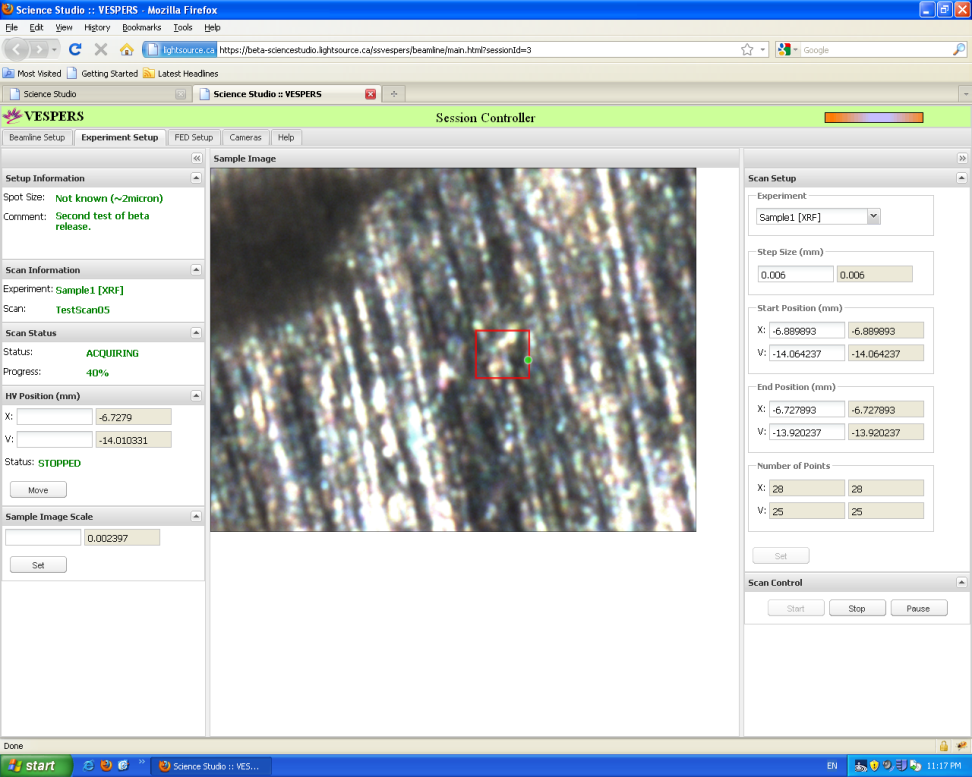 Science Studio :: VESPERS - Mozilla Firefox
File Edit View History Bookmarks Tools Help
lightsource.ca https://beta-sciencestudio.lightsource.ca/ssvespers/beamline/main.html?sessionId=3
Google
Most Visited Getting Started Latest Headlines
Science Studio
Science Studio :: VESPERS
VESPERS
Session Controller
Beamline Setup Experiment Setup FED Setup Cameras Help
Setup Information
Spot Size: Not known (~2micron)
Comment: Second test of beta
release.
Scan Information
Experiment: Sample1 [XRF]
Scan: TestScan05
Scan Status
Status: ACQUIRING
Progress: 40%
HV Position (mm)
X: -6.7279
V: -14.010331
Status: STOPPED
Move
Sample Image Scale
0.002397
Set
Sample Image
Scan Setup
Experiment
Sample1 [XRF]
Step Size (mm)
0.006 0.006
Start Position (mm)
X: -6.889893 -6.889893
V: -14.064237 -14.064237
End Position (mm)
X: -6.727893 -6.727893
V: -13.920237 -13.920237
Number of Points
X: 28 28
V: 25 25
Set
Scan Control
Start Stop Pause
Done
start
Science Studio :: VES...
EN
11:17 PM